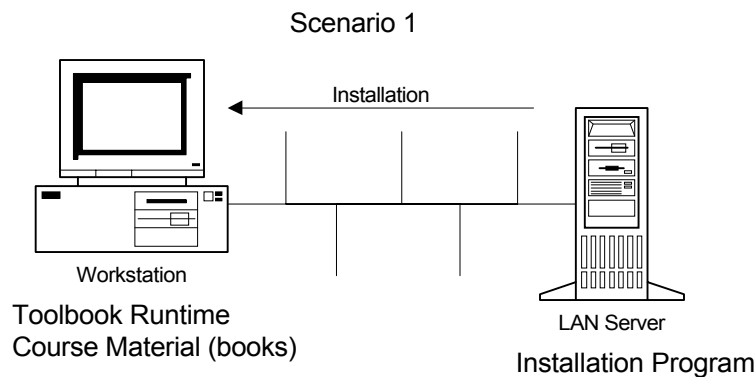 Scenario 1
Installation
Workstation
Toolbook Runtime
Course Material (books)
LAN Server
Installation Program